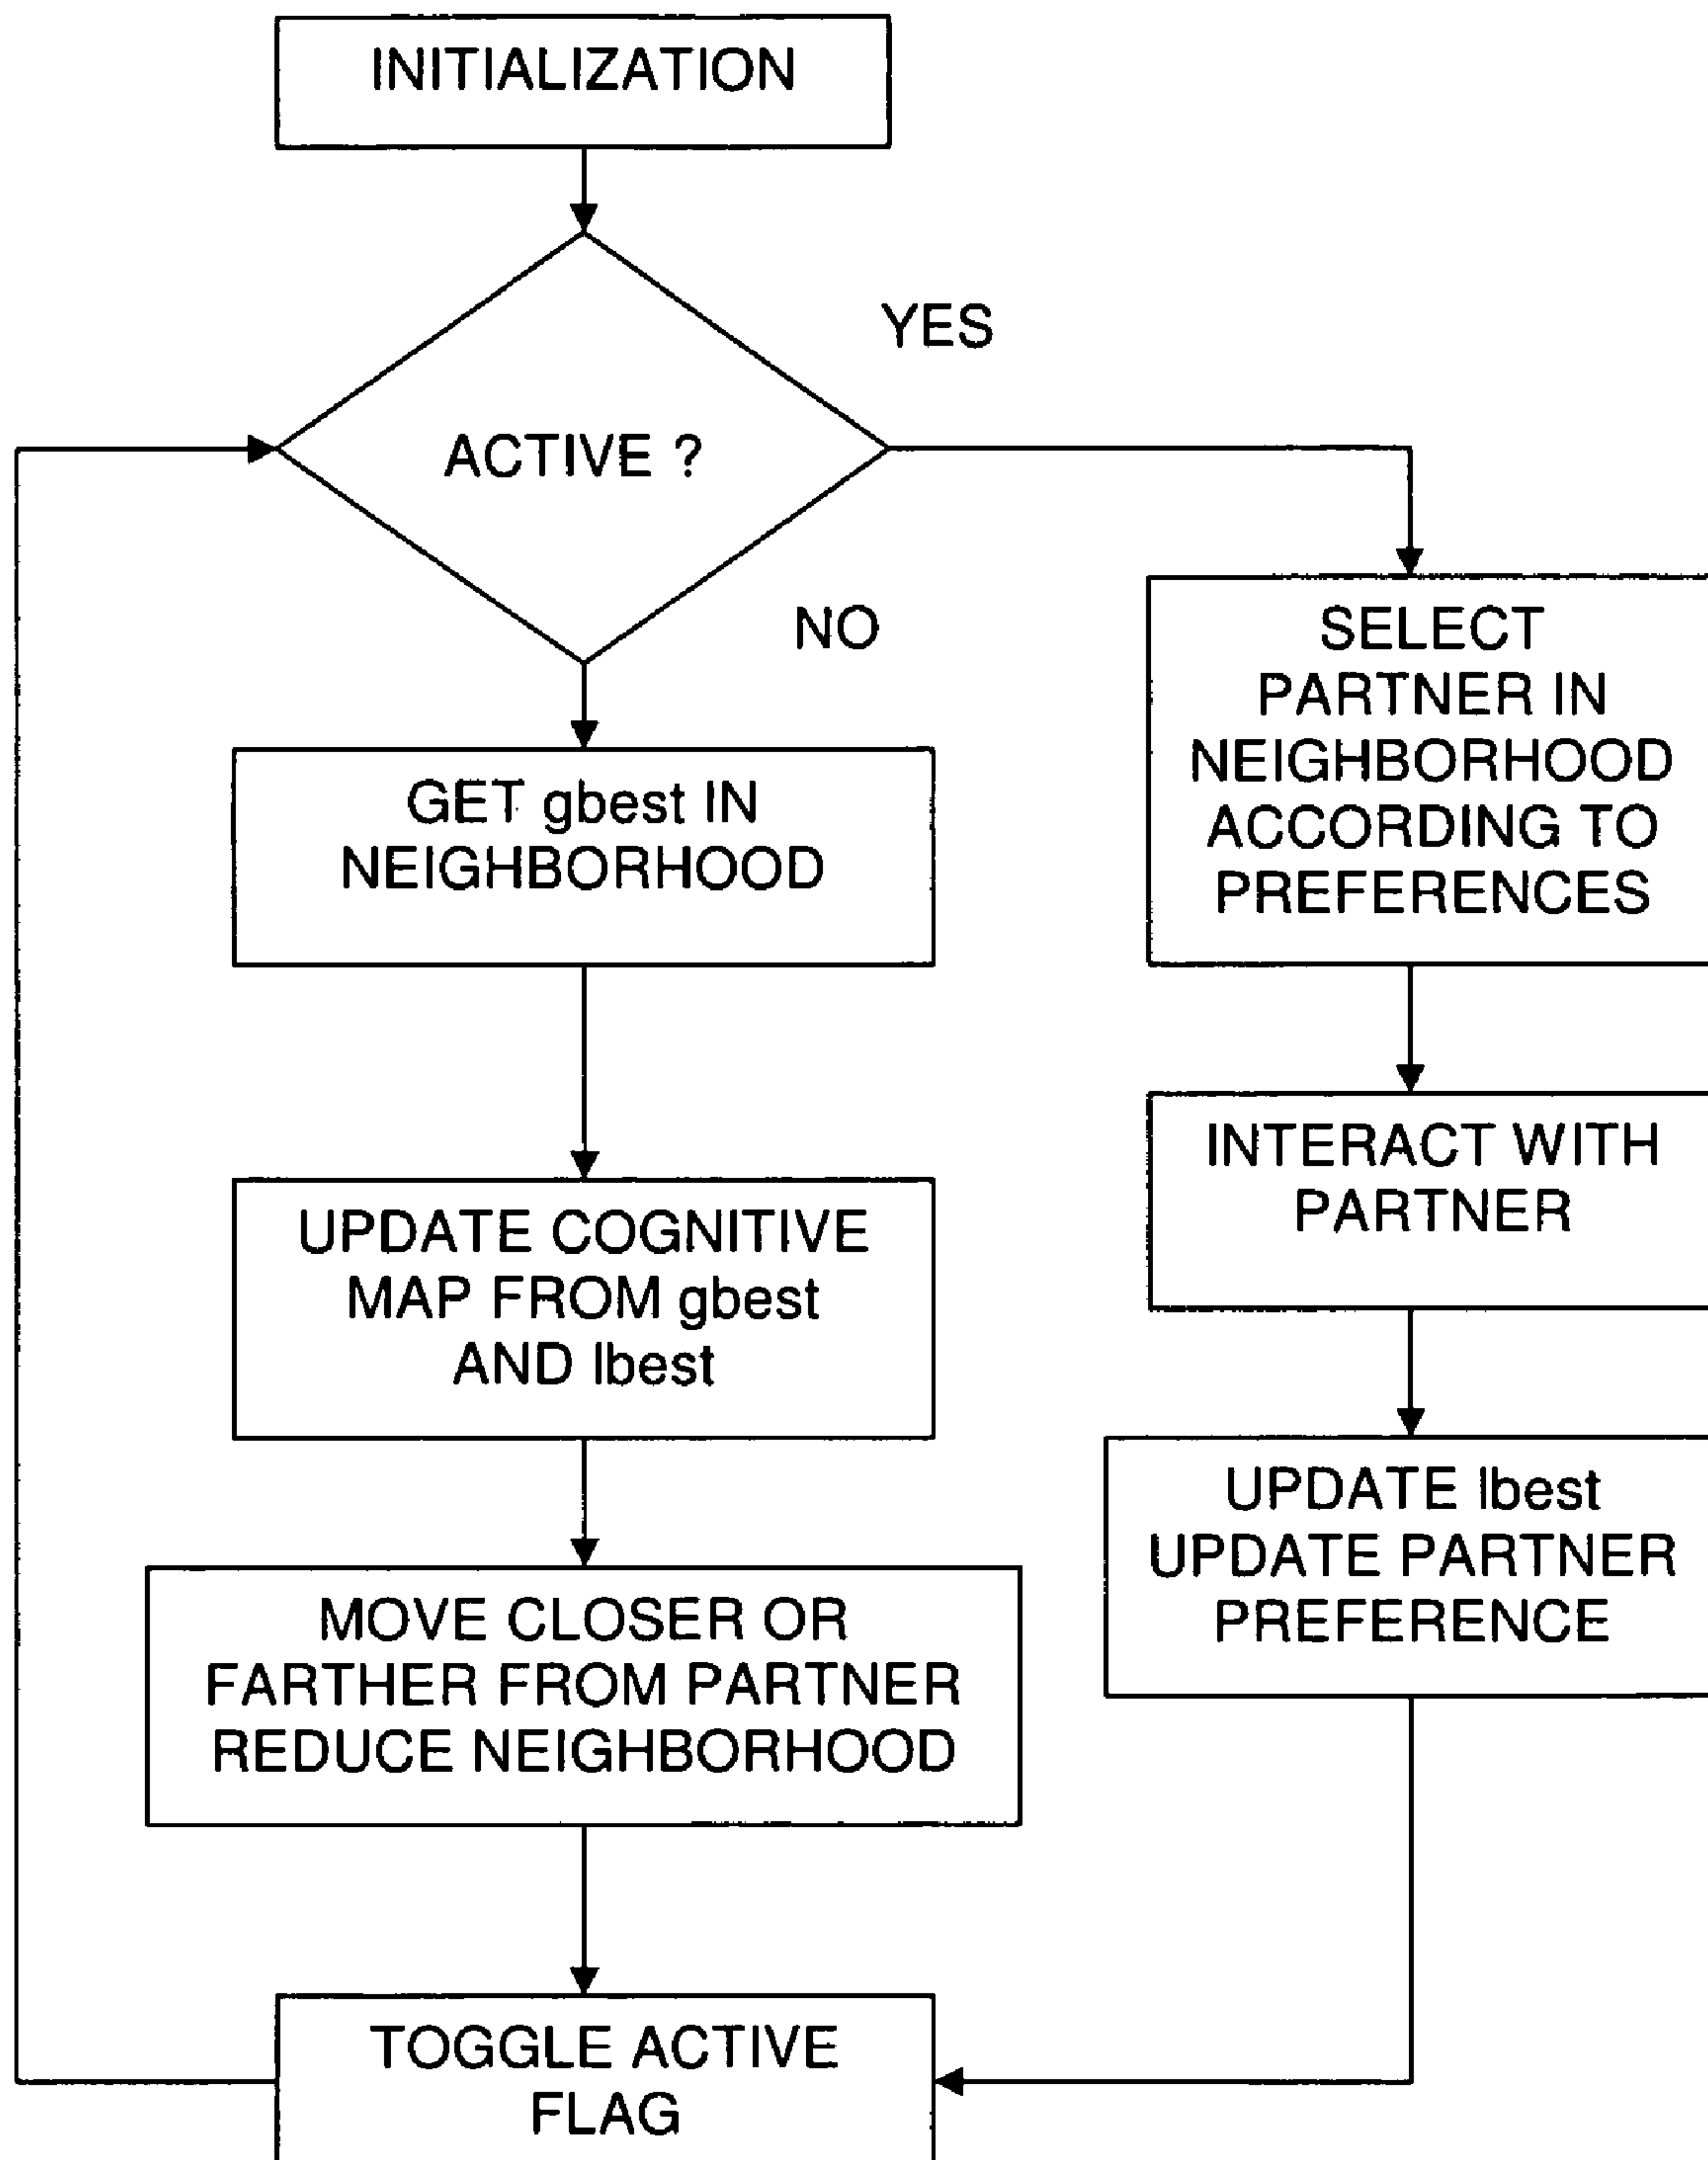 INITIALIZATION
YES
ACTIVE ?
NO
GET gbest IN
NEIGHBORHOOD
UPDATE COGNITIVE
MAP FROM gbest
AND lbest
MOVE CLOSER OR
FARTHER FROM PARTNER
REDUCE NEIGHBORHOOD
TOGGLE ACTIVE
FLAG
SELECT
PARTNER IN
NEIGHBORHOOD
ACCORDING TO
PREFERENCES
INTERACT WITH
PARTNER
UPDATE lbest
UPDATE PARTNER
PREFERENCE